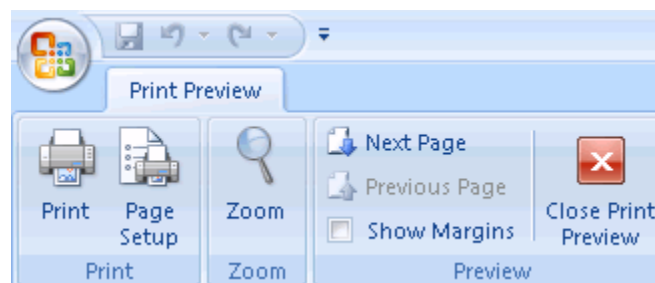 Print Preview
Print
Page
Setup
Zoom
Next Page
Previous Page
Show Margins
Close Print
Preview
Print
Zoom
Preview